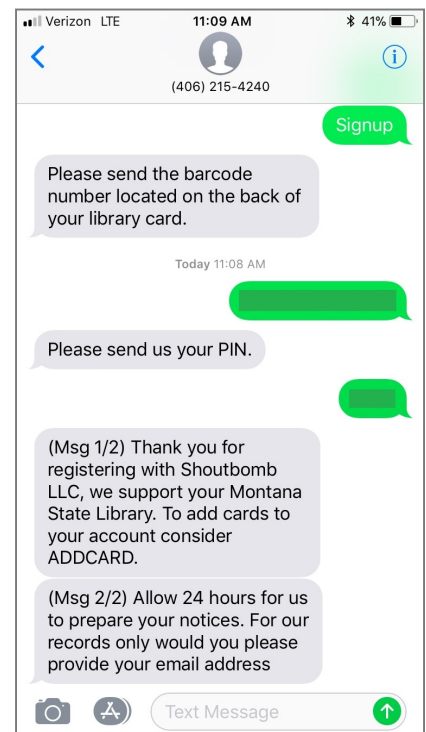 Verizon LTE 11:09 AM 41%
(406) 215-4240
Signup
Please send the barcode
number located on the back of
your library card.
Today 11:08 AM
Please send us your PIN.
(Msg 1/2) Thank you for
registering with Shoutbomb
LLC, we support your Montana
State Library. To add cards to
your account consider
ADDCARD.
(Msg 2/2) Allow 24 hours for us
to prepare your notices. For our
records only would you please
provide your email address
Text Message